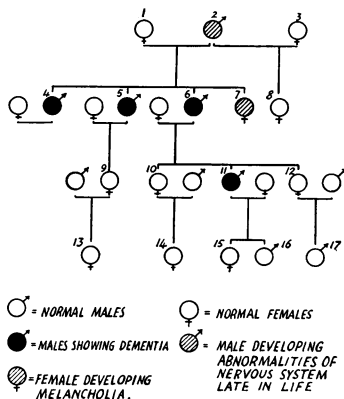 1 2 3
4 5 6 7 8
9 10 11 12
13 14 15 16 17
= NORMAL MALES
= NORMAL FEMALES
= MALES SHOWING DEMENTIA
= MALE DEVELOPING
ABNORMALITIES OF
NERVOUS SYSTEM
LATE IN LIFE
= FEMALE DEVELOPING
MELANCHOLIA.